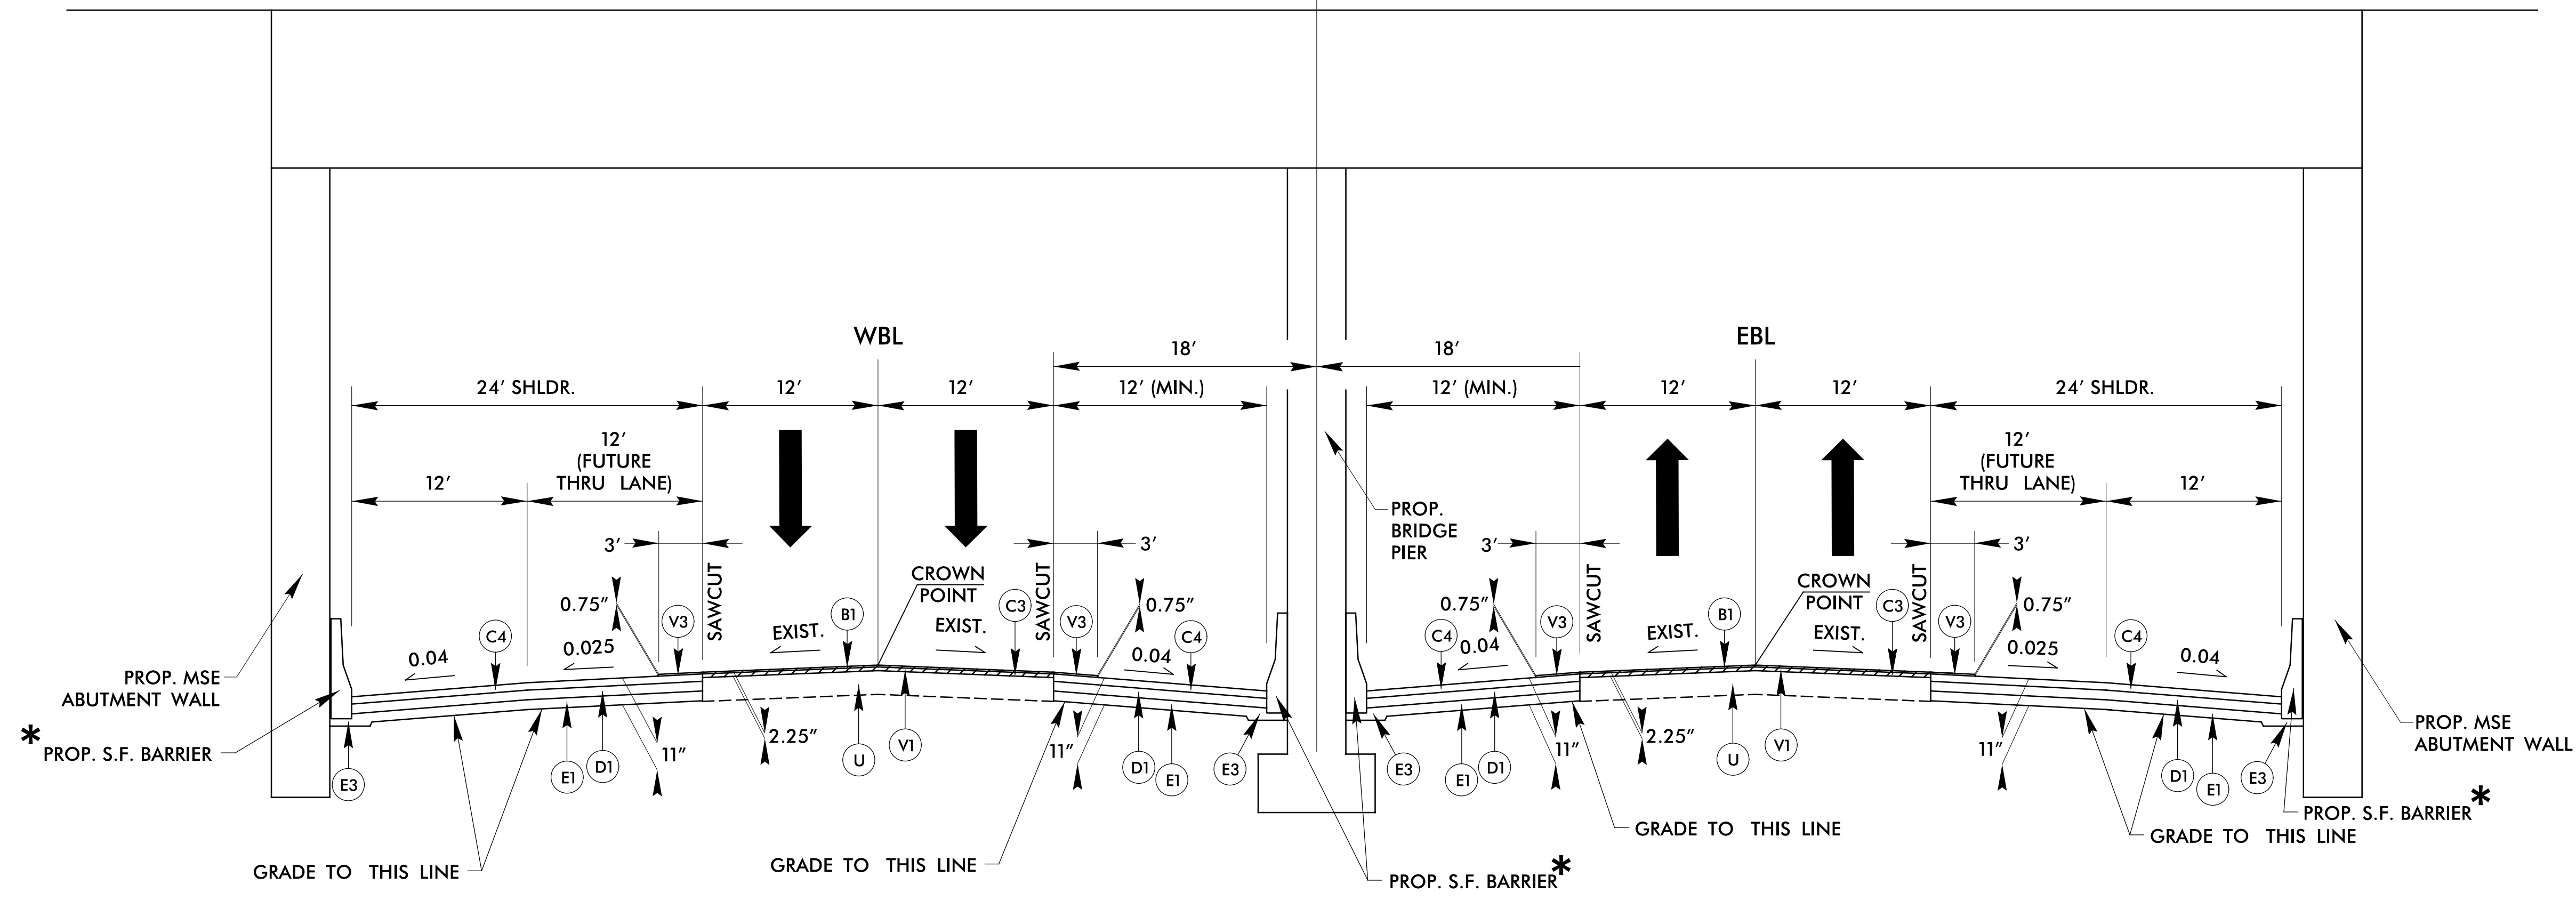 WBL
EBL
18′
18′
24′ SHLDR.
12′
12′
12′ (MIN.)
12′ (MIN.)
12′
12′
24′ SHLDR.
12′
(FUTURE
THRU LANE)
12′
12′
(FUTURE
THRU LANE)
12′
PROP.
BRIDGE
PIER
3′
3′
3′
3′
SAWCUT
SAWCUT
SAWCUT
SAWCUT
CROWN
POINT
CROWN
POINT
0.75″
0.75″
0.75″
0.75″
V3
B1
C3
V3
C4
C4
V3
B1
C3
V3
C4
C4
EXIST.
EXIST.
EXIST.
EXIST.
0.04
0.025
0.04
0.04
0.025
0.04
PROP. MSE
ABUTMENT WALL
* PROP. S.F. BARRIER
E3
E1
D1
11″
2.25″
U
V1
11″
D1
E1
E3
E3
E1
D1
11″
2.25″
U
V1
11″
D1
E1
E3
PROP. MSE
ABUTMENT WALL
PROP. S.F. BARRIER *
GRADE TO THIS LINE
GRADE TO THIS LINE
GRADE TO THIS LINE
GRADE TO THIS LINE
PROP. S.F. BARRIER *